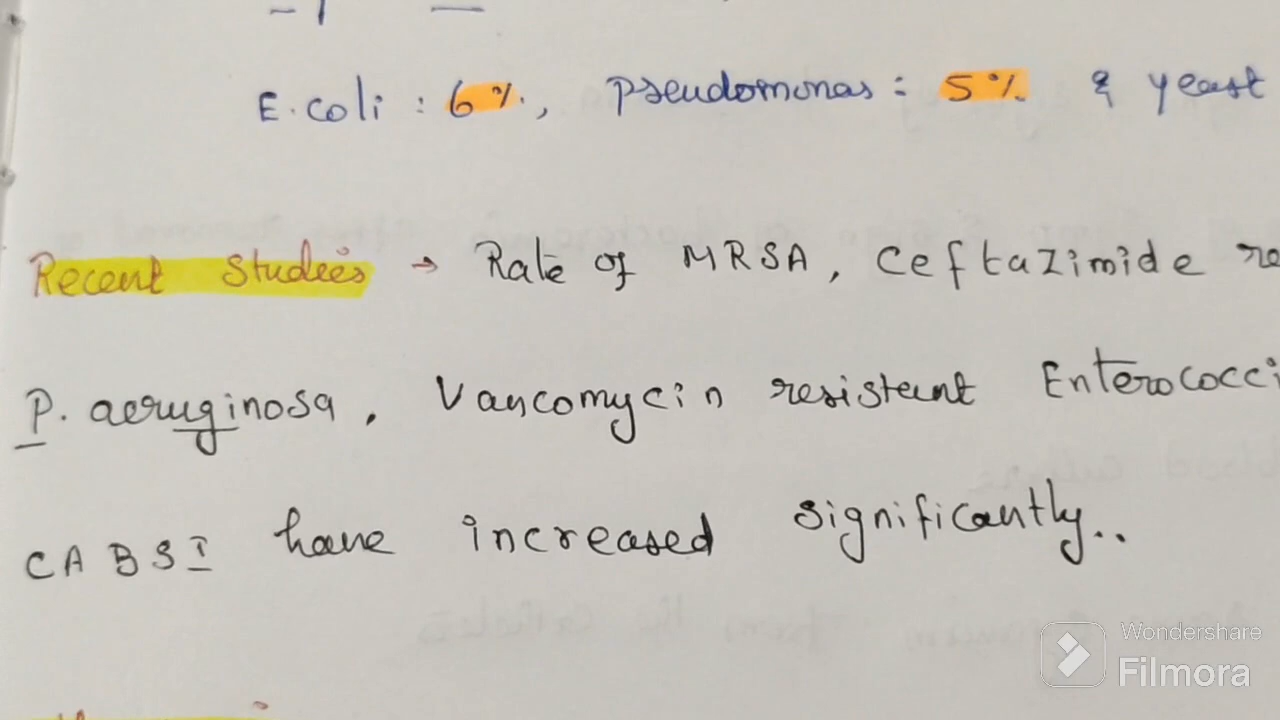 E.coli : 6%, Pseudomonas : 5% & yeast
Recent Studies → Rate of MRSA, Ceftazimide re
P. aeruginosa, Vancomycin resistant Enterococci
CABSI have increased significantly..
Wondershare
Filmora